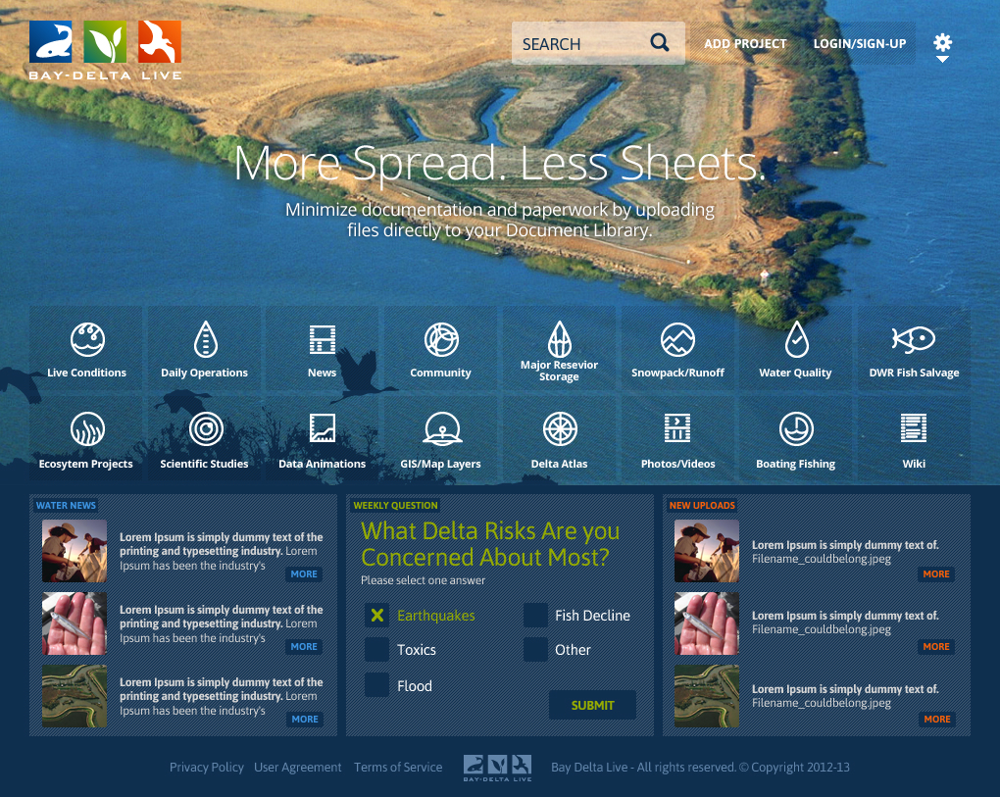 BAY-DELTA LIVE
SEARCH
ADD PROJECT
LOGIN/SIGN-UP
More Spread. Less Sheets.
Minimize documentation and paperwork by uploading
files directly to your Document Library.
Live Conditions
Daily Operations
News
Community
Major Resevior
Storage
Snowpack/Runoff
Water Quality
DWR Fish Salvage
Ecosytem Projects
Scientific Studies
Data Animations
GIS/Map Layers
Delta Atlas
Photos/Videos
Boating Fishing
Wiki
WATER NEWS
Lorem Ipsum is simply dummy text of the
printing and typesetting industry. Lorem
Ipsum has been the industry's
MORE
Lorem Ipsum is simply dummy text of the
printing and typesetting industry. Lorem
Ipsum has been the industry's
MORE
Lorem Ipsum is simply dummy text of the
printing and typesetting industry. Lorem
Ipsum has been the industry's
MORE
WEEKLY QUESTION
What Delta Risks Are you
Concerned About Most?
Please select one answer
Earthquakes
Fish Decline
Toxics
Other
Flood
SUBMIT
NEW UPLOADS
Lorem Ipsum is simply dummy text of.
Filename_couldbelong.jpeg
MORE
Lorem Ipsum is simply dummy text of.
Filename_couldbelong.jpeg
MORE
Lorem Ipsum is simply dummy text of.
Filename_couldbelong.jpeg
MORE
Privacy Policy
User Agreement
Terms of Service
BAY-DELTA LIVE
Bay Delta Live - All rights reserved. © Copyright 2012-13